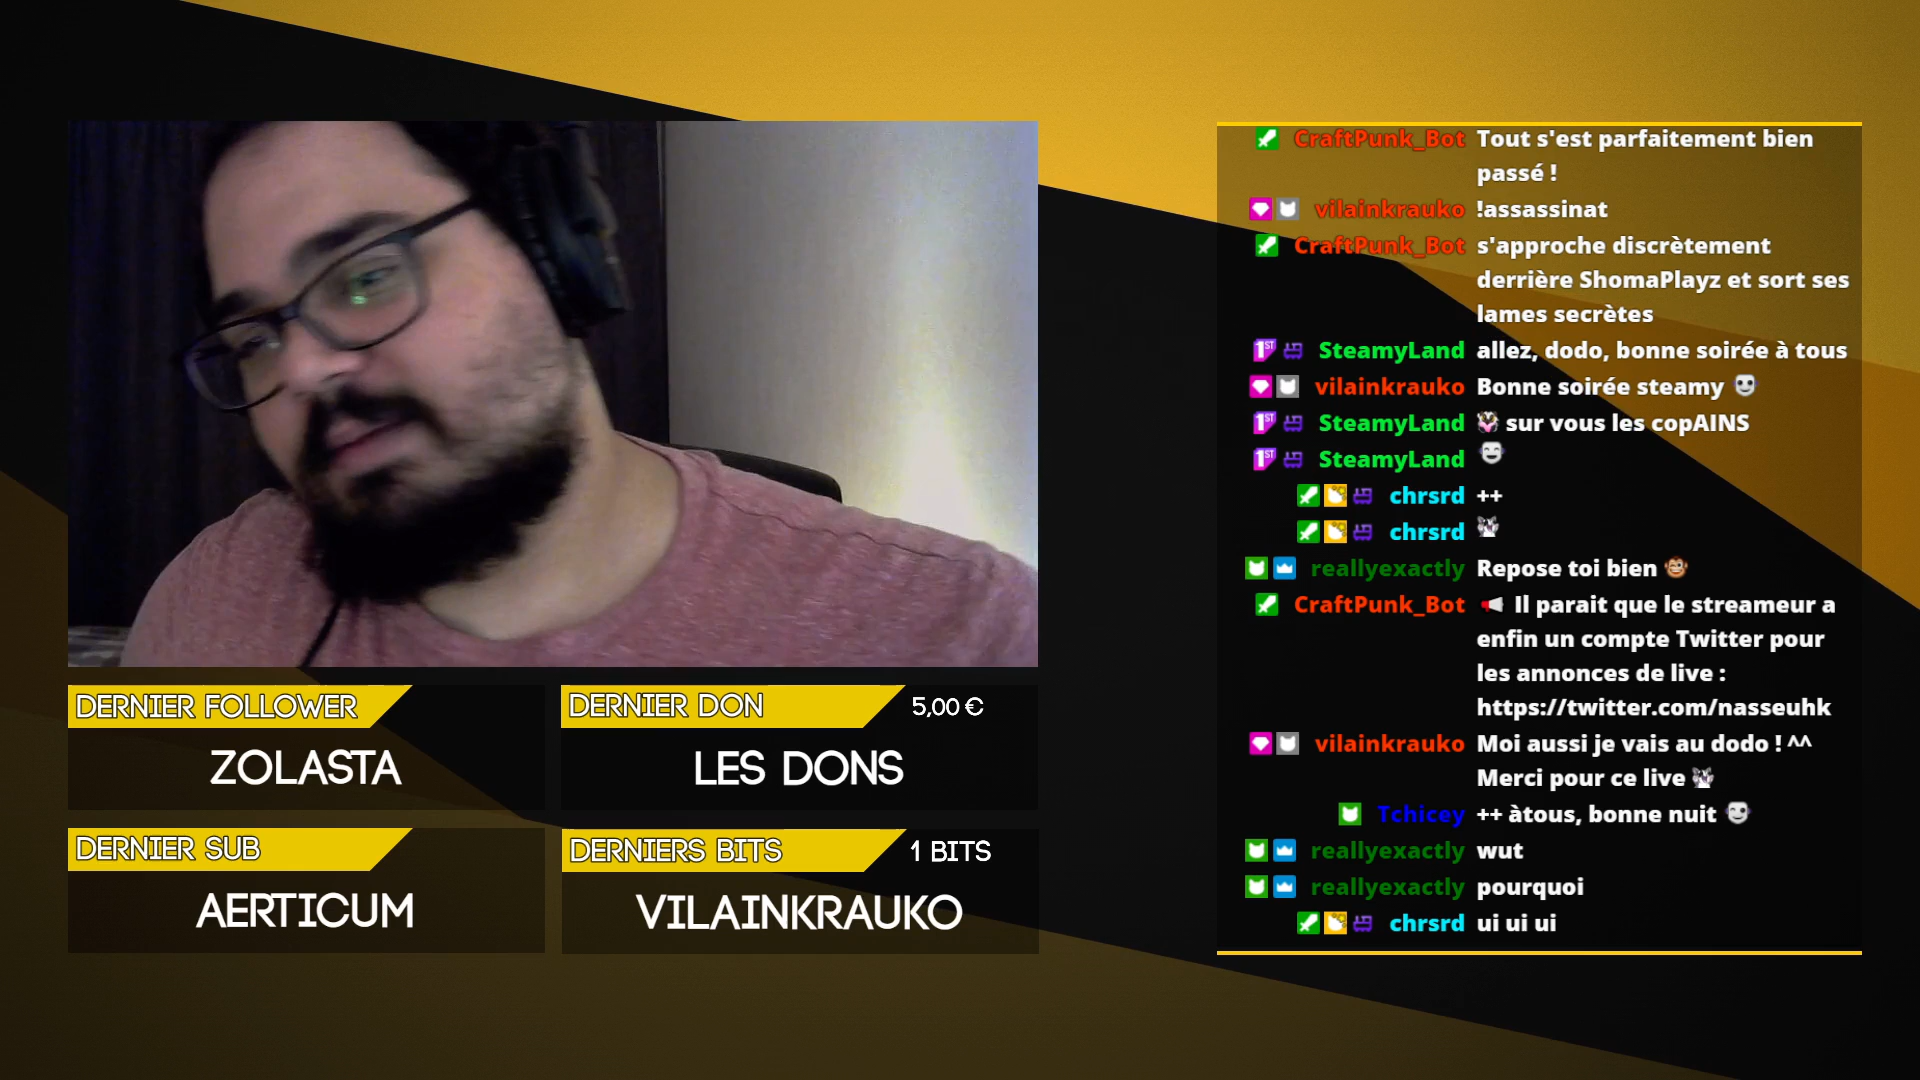 DERNIER FOLLOWER
ZOLASTA
DERNIER DON
5,00 €
LES DONS
DERNIER SUB
AERTICUM
DERNIERS BITS
1 BITS
VILAINKRAUKO
CraftPunk_Bot Tout s'est parfaitement bien
passé !
vilainkrauko !assassinat
CraftPunk_Bot s'approche discrètement
derrière ShomaPlayz et sort ses
lames secrètes
1ST SteamyLand allez, dodo, bonne soirée à tous
vilainkrauko Bonne soirée steamy
1ST SteamyLand sur vous les copAINS
1ST SteamyLand
chrsrd ++
chrsrd
reallyexactly Repose toi bien
CraftPunk_Bot Il parait que le streameur a
enfin un compte Twitter pour
les annonces de live :
https://twitter.com/nasseuhk
vilainkrauko Moi aussi je vais au dodo ! ^^
Merci pour ce live
Tchicey ++ àtous, bonne nuit
reallyexactly wut
reallyexactly pourquoi
chrsrd ui ui ui